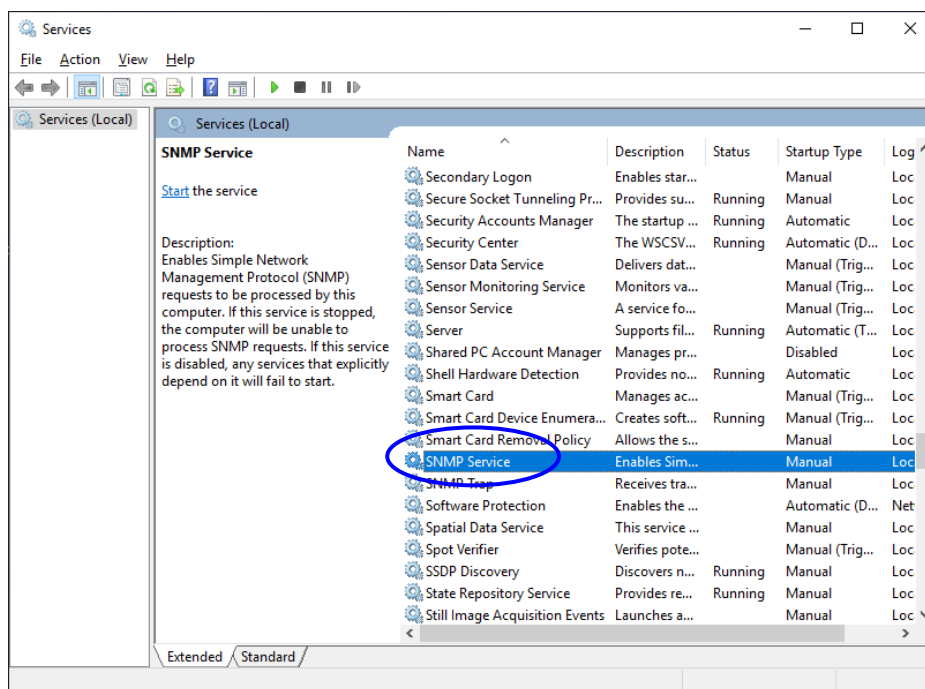 Services
File Action View Help
Services (Local)
Services (Local)
SNMP Service
Start the service
Description:
Enables Simple Network
Management Protocol (SNMP)
requests to be processed by this
computer. If this service is stopped,
the computer will be unable to
process SNMP requests. If this service
is disabled, any services that explicitly
depend on it will fail to start.
Name Description Status Startup Type Log
Secondary Logon Enables star... Manual Loc
Secure Socket Tunneling Pr... Provides su... Running Manual Loc
Security Accounts Manager The startup ... Running Automatic Loc
Security Center The WSCSV... Running Automatic (D... Loc
Sensor Data Service Delivers dat... Manual (Trig... Loc
Sensor Monitoring Service Monitors va... Manual (Trig... Loc
Sensor Service A service fo... Manual (Trig... Loc
Server Supports fil... Running Automatic (T... Loc
Shared PC Account Manager Manages pr... Disabled Loc
Shell Hardware Detection Provides no... Running Automatic Loc
Smart Card Manages ac... Manual (Trig... Loc
Smart Card Device Enumera... Creates soft... Running Manual (Trig... Loc
Smart Card Removal Policy Allows the s... Manual Loc
SNMP Service Enables Sim... Manual Loc
SNMP Trap Receives tra... Manual Loc
Software Protection Enables the ... Automatic (D... Net
Spatial Data Service This service ... Manual Loc
Spot Verifier Verifies pote... Manual (Trig... Loc
SSDP Discovery Discovers n... Running Manual Loc
State Repository Service Provides re... Running Manual Loc
Still Image Acquisition Events Launches a... Manual Loc
Extended Standard